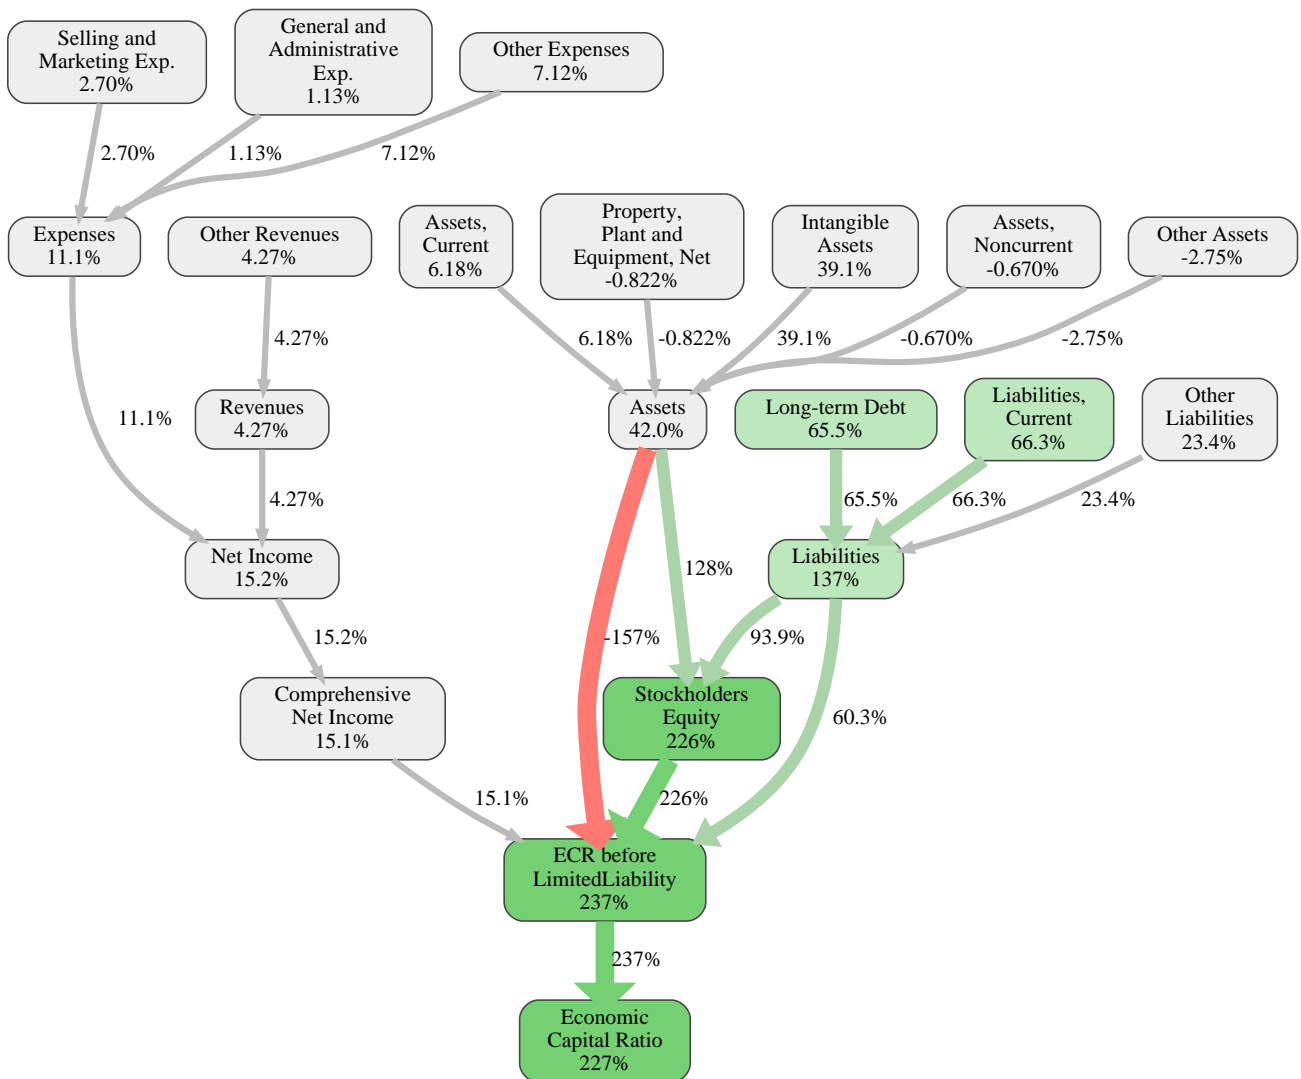 Selling and
Marketing Exp.
2.70%
General and
Administrative
Exp.
1.13%
Other Expenses
7.12%
2.70%
1.13%
7.12%
Expenses
11.1%
Other Revenues
4.27%
Assets,
Current
6.18%
Property,
Plant and
Equipment, Net
-0.822%
Intangible
Assets
39.1%
Assets,
Noncurrent
-0.670%
Other Assets
-2.75%
4.27%
6.18%
-0.822%
39.1%
-0.670%
-2.75%
11.1%
Revenues
4.27%
Assets
42.0%
Long-term Debt
65.5%
Liabilities,
Current
66.3%
Other
Liabilities
23.4%
4.27%
65.5%
66.3%
23.4%
Net Income
15.2%
Liabilities
137%
128%
15.2%
-157%
93.9%
Comprehensive
Net Income
15.1%
Stockholders
Equity
226%
60.3%
15.1%
226%
ECR before
LimitedLiability
237%
237%
Economic
Capital Ratio
227%